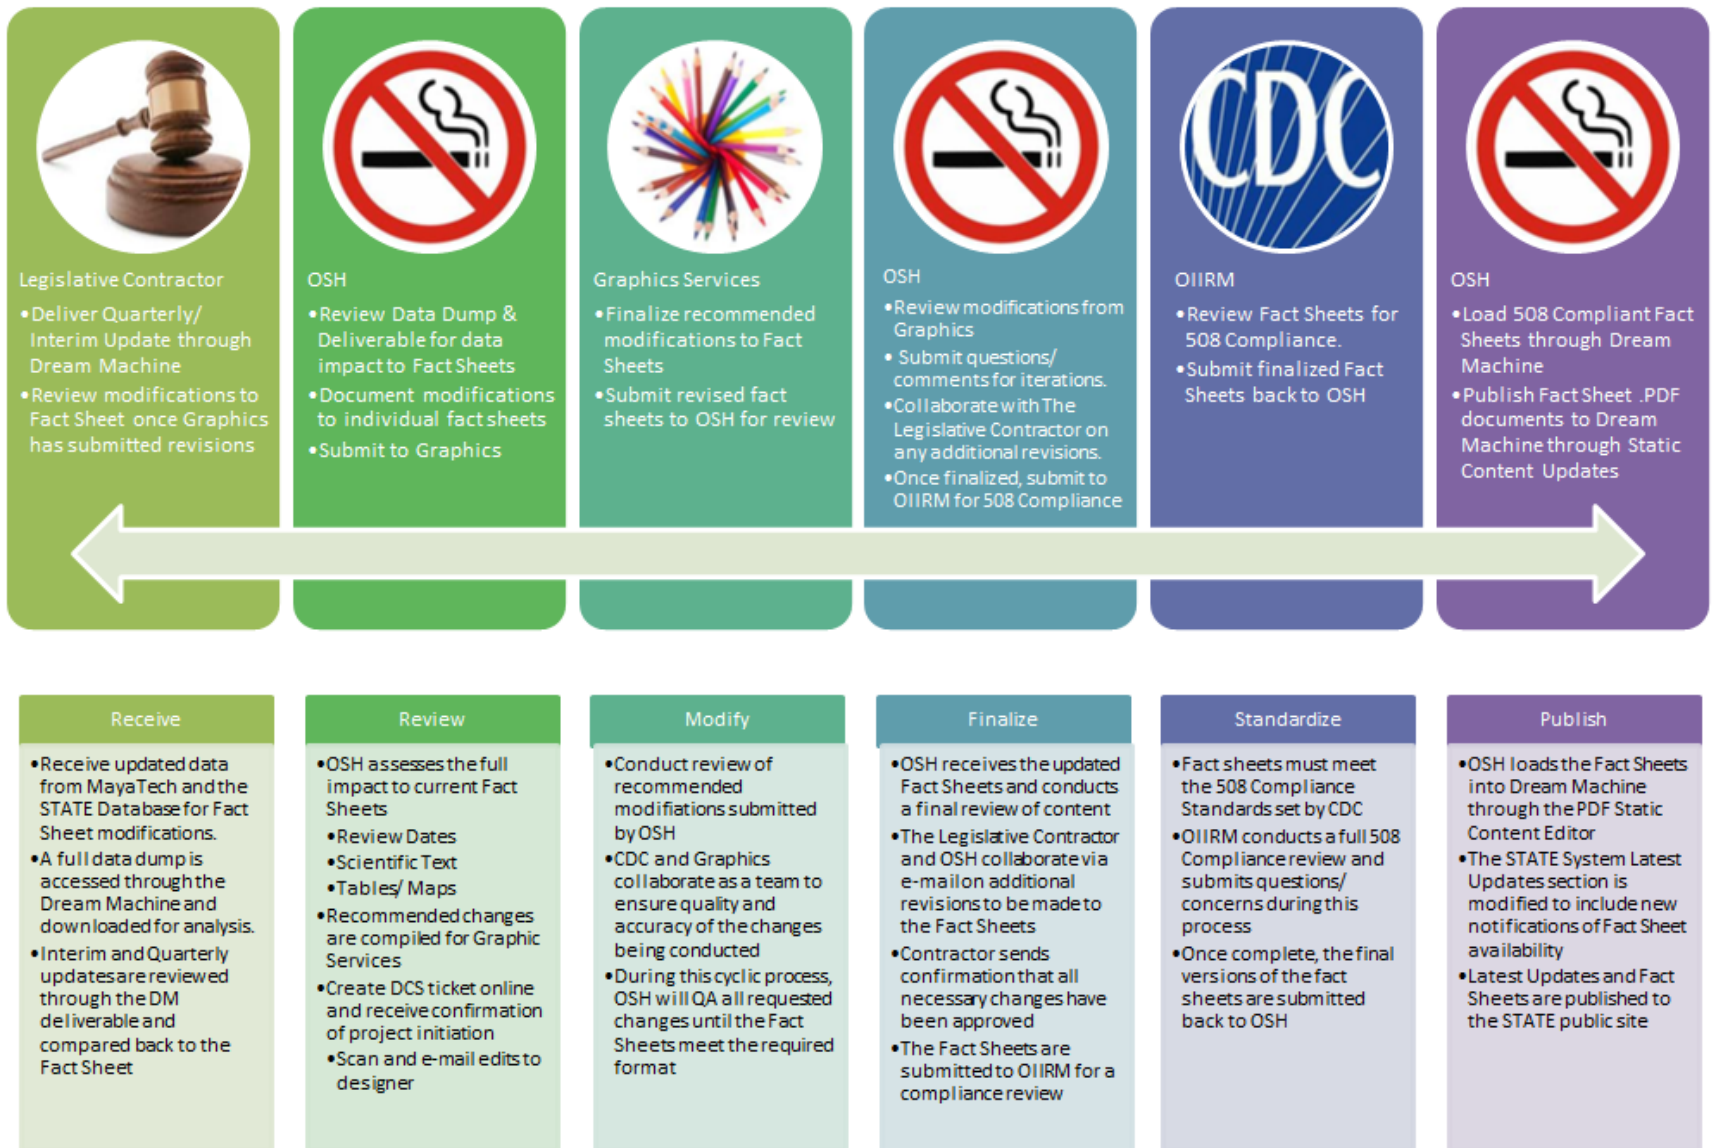 CDC
Legislative Contractor
•Deliver Quarterly/
Interim Update through
Dream Machine
•Review modifications to
Fact Sheet once Graphics
has submitted revisions
OSH
•Review Data Dump &
Deliverable for data
impact to Fact Sheets
•Document modifications
to individual fact sheets
•Submit to Graphics
Graphics Services
•Finalize recommended
modifications to Fact
Sheets
•Submit revised fact
sheets to OSH for review
OSH
•Review modifications from
Graphics
• Submit questions/
comments for iterations.
•Collaborate with The
Legislative Contractor on
any additional revisions.
•Once finalized, submit to
OIIRM for 508 Compliance
OIIRM
•Review Fact Sheets for
508 Compliance.
•Submit finalized Fact
Sheets back to OSH
OSH
•Load 508 Compliant Fact
Sheets through Dream
Machine
•Publish Fact Sheet .PDF
documents to Dream
Machine through Static
Content Updates
Receive
•Receive updated data
from MayaTech and the
STATE Database for Fact
Sheet modifications.
•A full data dump is
accessed through the
Dream Machine and
downloaded for analysis.
•Interim and Quarterly
updates are reviewed
through the DM
deliverable and
compared back to the
Fact Sheet
Review
•OSH assesses the full
impact to current Fact
Sheets
•Review Dates
•Scientific Text
•Tables/ Maps
•Recommended changes
are compiled for Graphic
Services
•Create DCS ticket online
and receive confirmation
of project initiation
•Scan and e-mail edits to
designer
Modify
•Conduct review of
recommended
modifiations submitted
by OSH
•CDC and Graphics
collaborate as a team to
ensure quality and
accuracy of the changes
being conducted
•During this cyclic process,
OSH will QA all requested
changes until the Fact
Sheets meet the required
format
Finalize
•OSH receives the updated
Fact Sheets and conducts
a final review of content
•The Legislative Contractor
and OSH collaborate via
e-mail on additional
revisions to be made to
the Fact Sheets
•Contractor sends
confirmation that all
necessary changes have
been approved
•The Fact Sheets are
submitted to OIIRM for a
compliance review
Standardize
•Fact sheets must meet
the 508 Compliance
Standards set by CDC
•OIIRM conducts a full 508
Compliance review and
submits questions/
concerns during this
process
•Once complete, the final
versions of the fact
sheets are submitted
back to OSH
Publish
•OSH loads the Fact Sheets
into Dream Machine
through the PDF Static
Content Editor
•The STATE System Latest
Updates section is
modified to include new
notifications of Fact Sheet
availability
•Latest Updates and Fact
Sheets are published to
the STATE public site